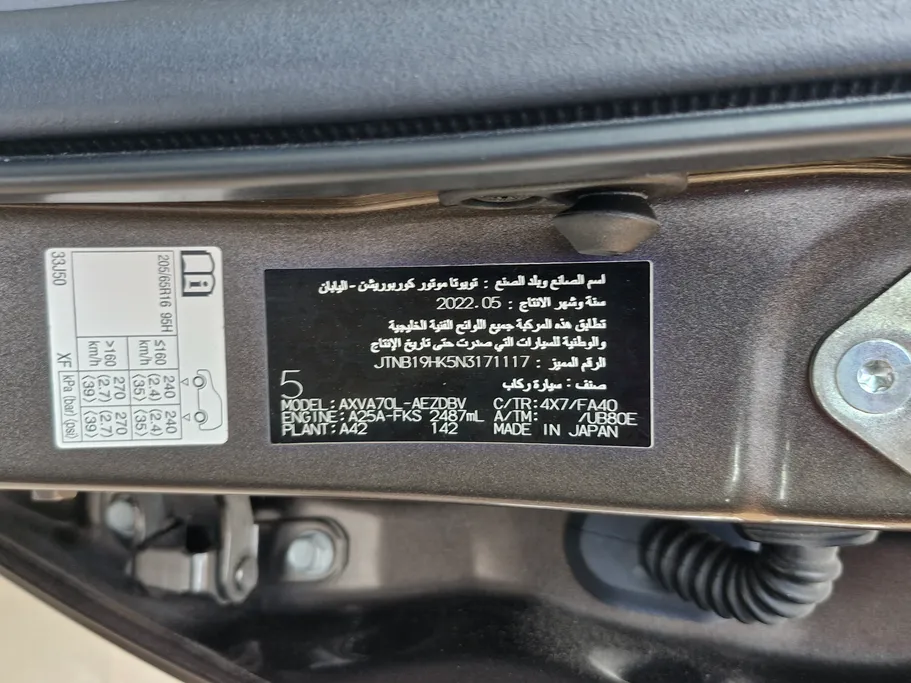 اسم الصانع وبلد الصنع : تويوتا موتور كوربوريشن - اليابان
سنة وشهر الانتاج : 2022.05
تطابق هذه المركبة جميع اللوائح الفنية الخليجية
والوطنية للسيارات التي صدرت حتى تاريخ الإنتاج
الرقم المميز : JTNB19HK5N3171117
صنف : سيارة ركاب
5
MODEL: AXVA70L-AEZDBV C/TR: 4X7/FA40
ENGINE: A25A-FKS 2487mL A/TM: /UB80E
PLANT: A42 142 MADE IN JAPAN
205/65R16 95H
≤160 km/h 240 (2.4) ⟨35⟩ 240 (2.4) ⟨35⟩
>160 km/h 270 (2.7) ⟨39⟩ 270 (2.7) ⟨39⟩
33J50 XF kPa (bar) ⟨psi⟩